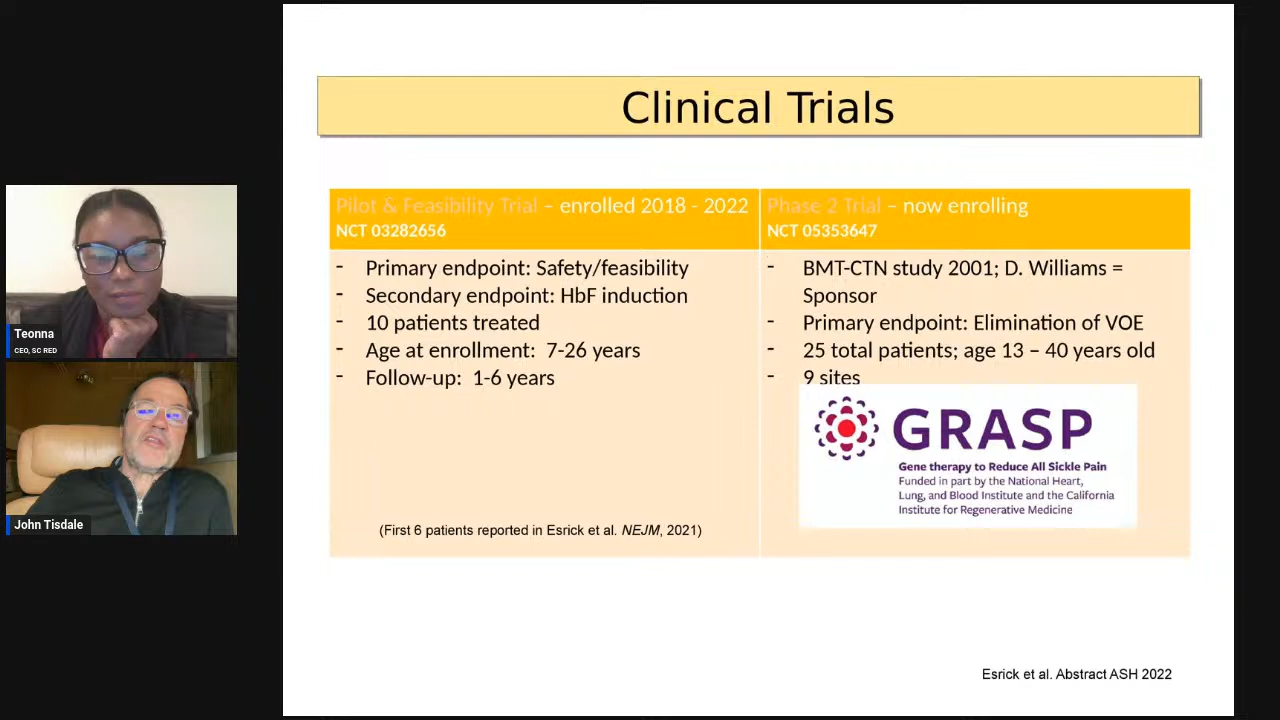 Clinical Trials
Pilot & Feasibility Trial – enrolled 2018 - 2022
NCT 03282656
- Primary endpoint: Safety/feasibility
- Secondary endpoint: HbF induction
- 10 patients treated
- Age at enrollment: 7-26 years
- Follow-up: 1-6 years
(First 6 patients reported in Esrick et al. NEJM, 2021)
Phase 2 Trial – now enrolling
NCT 05353647
- BMT-CTN study 2001; D. Williams =
Sponsor
- Primary endpoint: Elimination of VOE
- 25 total patients; age 13 – 40 years old
- 9 sites
GRASP
Gene therapy to Reduce All Sickle Pain
Funded in part by the National Heart,
Lung, and Blood Institute and the California
Institute for Regenerative Medicine
Esrick et al. Abstract ASH 2022
Teonna
CEO, SC RED
John Tisdale